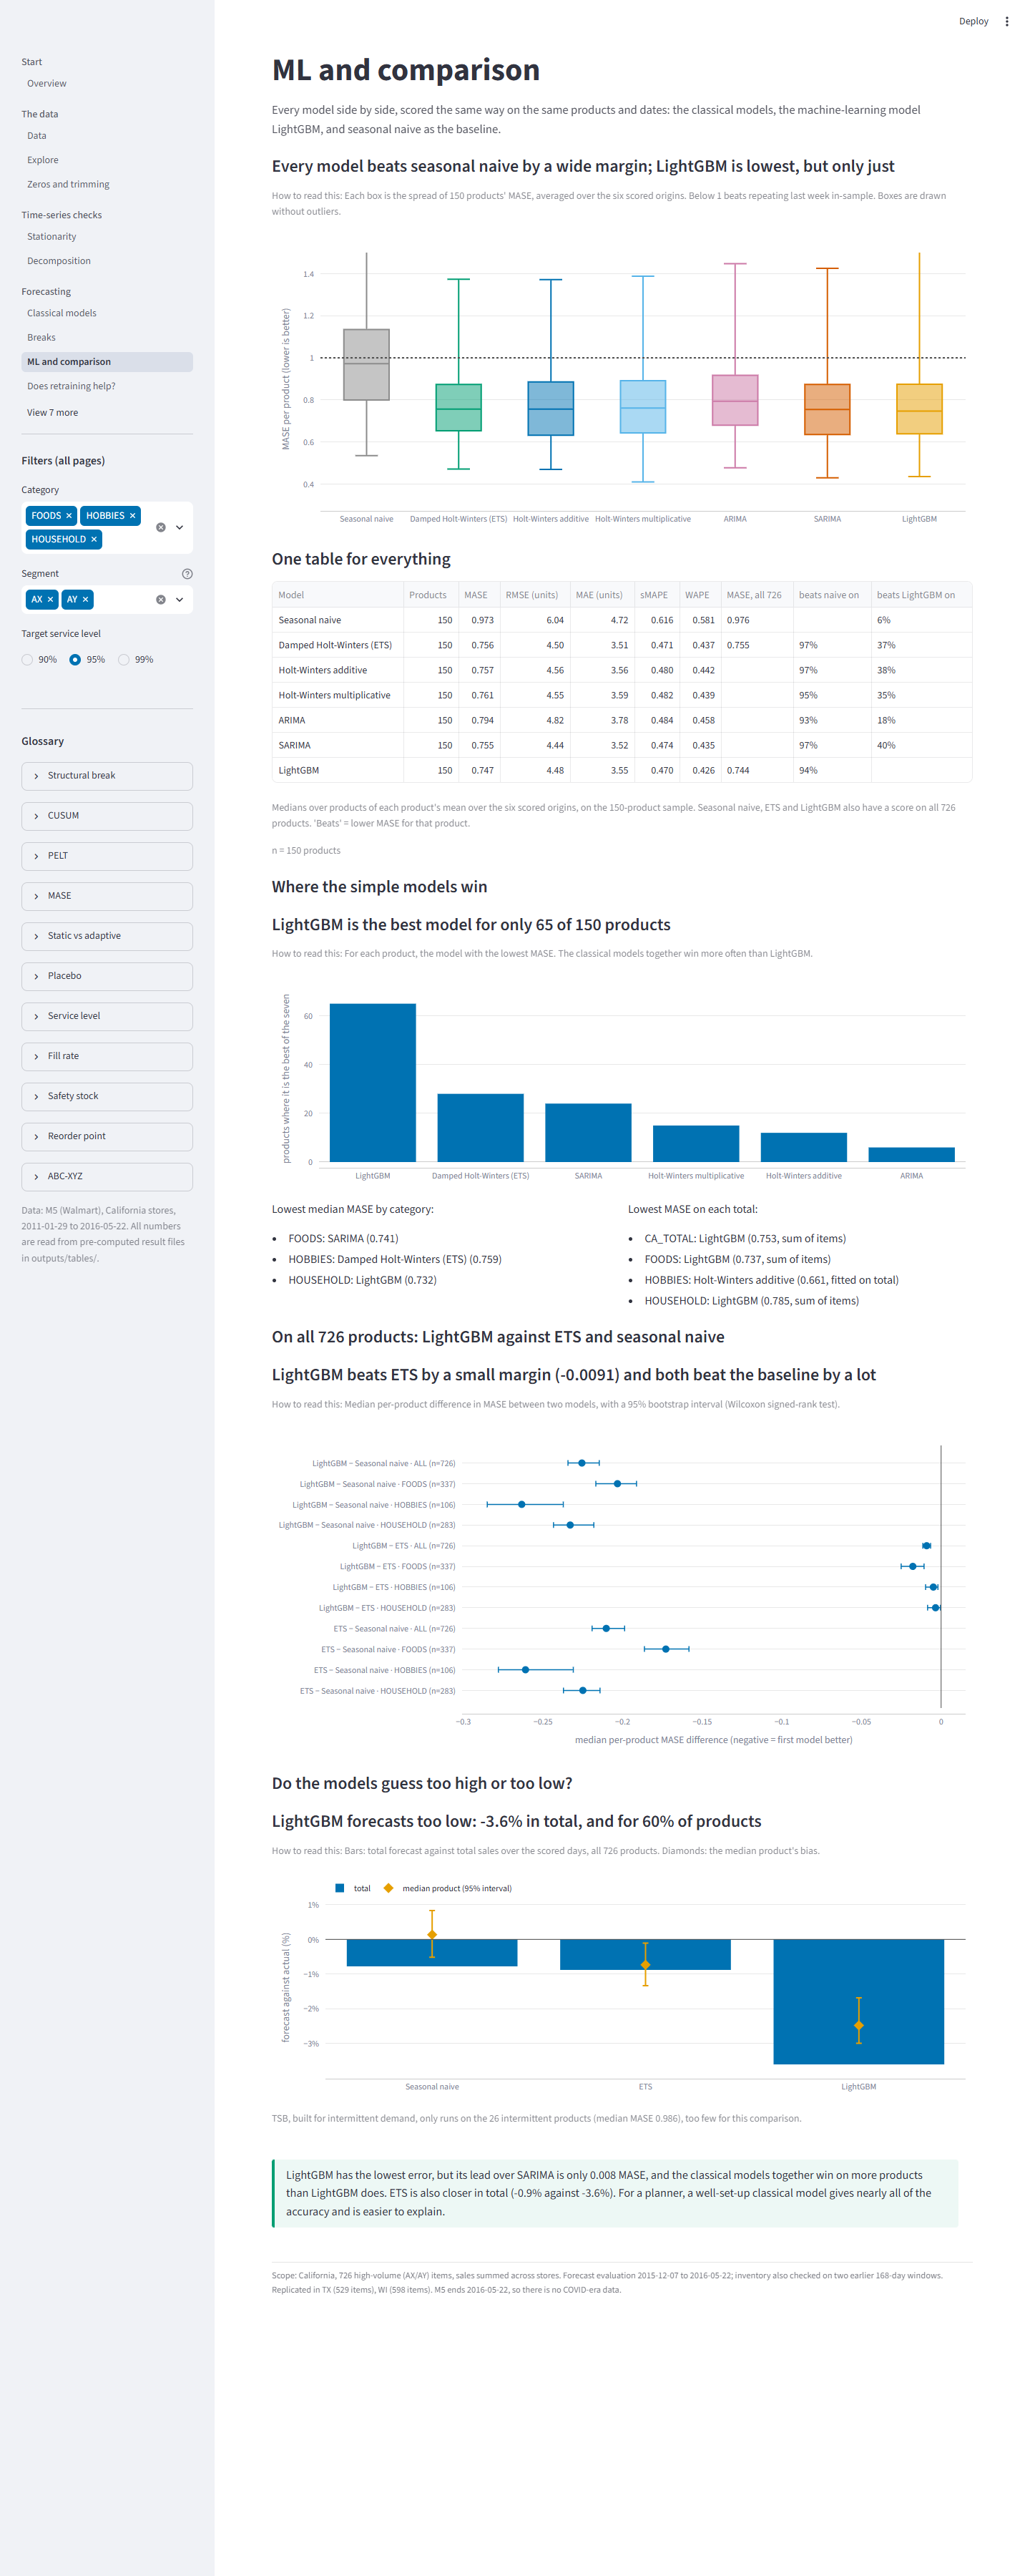 Deploy
Start
Overview
The data
Data
Explore
Zeros and trimming
Time-series checks
Stationarity
Decomposition
Forecasting
Classical models
Breaks
ML and comparison
Does retraining help?
View 7 more
Filters (all pages)
Category
FOODS × HOBBIES ×
HOUSEHOLD ×
Segment
AX × AY ×
Target service level
90% 95% 99%
Glossary
Structural break
CUSUM
PELT
MASE
Static vs adaptive
Placebo
Service level
Fill rate
Safety stock
Reorder point
ABC-XYZ
Data: M5 (Walmart), California stores,
2011-01-29 to 2016-05-22. All numbers
are read from pre-computed result files
in outputs/tables/.
ML and comparison
Every model side by side, scored the same way on the same products and dates: the classical models, the machine-learning model
LightGBM, and seasonal naive as the baseline.
Every model beats seasonal naive by a wide margin; LightGBM is lowest, but only just
How to read this: Each box is the spread of 150 products' MASE, averaged over the six scored origins. Below 1 beats repeating last week in-sample. Boxes are drawn
without outliers.
MASE per product (lower is better)
1.4
1.2
1
0.8
0.6
0.4
Seasonal naive Damped Holt-Winters (ETS) Holt-Winters additive Holt-Winters multiplicative ARIMA SARIMA LightGBM
One table for everything
Model Products MASE RMSE (units) MAE (units) sMAPE WAPE MASE, all 726 beats naive on beats LightGBM on
Seasonal naive 150 0.973 6.04 4.72 0.616 0.581 0.976 6%
Damped Holt-Winters (ETS) 150 0.756 4.50 3.51 0.471 0.437 0.755 97% 37%
Holt-Winters additive 150 0.757 4.56 3.56 0.480 0.442 97% 38%
Holt-Winters multiplicative 150 0.761 4.55 3.59 0.482 0.439 95% 35%
ARIMA 150 0.794 4.82 3.78 0.484 0.458 93% 18%
SARIMA 150 0.755 4.44 3.52 0.474 0.435 97% 40%
LightGBM 150 0.747 4.48 3.55 0.470 0.426 0.744 94%
Medians over products of each product's mean over the six scored origins, on the 150-product sample. Seasonal naive, ETS and LightGBM also have a score on all 726
products. 'Beats' = lower MASE for that product.
n = 150 products
Where the simple models win
LightGBM is the best model for only 65 of 150 products
How to read this: For each product, the model with the lowest MASE. The classical models together win more often than LightGBM.
products where it is the best of the seven
60
40
20
0
LightGBM Damped Holt-Winters (ETS) SARIMA Holt-Winters multiplicative Holt-Winters additive ARIMA
Lowest median MASE by category:
• FOODS: SARIMA (0.741)
• HOBBIES: Damped Holt-Winters (ETS) (0.759)
• HOUSEHOLD: LightGBM (0.732)
Lowest MASE on each total:
• CA_TOTAL: LightGBM (0.753, sum of items)
• FOODS: LightGBM (0.737, sum of items)
• HOBBIES: Holt-Winters additive (0.661, fitted on total)
• HOUSEHOLD: LightGBM (0.785, sum of items)
On all 726 products: LightGBM against ETS and seasonal naive
LightGBM beats ETS by a small margin (-0.0091) and both beat the baseline by a lot
How to read this: Median per-product difference in MASE between two models, with a 95% bootstrap interval (Wilcoxon signed-rank test).
LightGBM − Seasonal naive · ALL (n=726)
LightGBM − Seasonal naive · FOODS (n=337)
LightGBM − Seasonal naive · HOBBIES (n=106)
LightGBM − Seasonal naive · HOUSEHOLD (n=283)
LightGBM − ETS · ALL (n=726)
LightGBM − ETS · FOODS (n=337)
LightGBM − ETS · HOBBIES (n=106)
LightGBM − ETS · HOUSEHOLD (n=283)
ETS − Seasonal naive · ALL (n=726)
ETS − Seasonal naive · FOODS (n=337)
ETS − Seasonal naive · HOBBIES (n=106)
ETS − Seasonal naive · HOUSEHOLD (n=283)
−0.3 −0.25 −0.2 −0.15 −0.1 −0.05 0
median per-product MASE difference (negative = first model better)
Do the models guess too high or too low?
LightGBM forecasts too low: -3.6% in total, and for 60% of products
How to read this: Bars: total forecast against total sales over the scored days, all 726 products. Diamonds: the median product's bias.
total median product (95% interval)
forecast against actual (%)
1%
0%
−1%
−2%
−3%
Seasonal naive ETS LightGBM
TSB, built for intermittent demand, only runs on the 26 intermittent products (median MASE 0.986), too few for this comparison.
LightGBM has the lowest error, but its lead over SARIMA is only 0.008 MASE, and the classical models together win on more products
than LightGBM does. ETS is also closer in total (-0.9% against -3.6%). For a planner, a well-set-up classical model gives nearly all of the
accuracy and is easier to explain.
Scope: California, 726 high-volume (AX/AY) items, sales summed across stores. Forecast evaluation 2015-12-07 to 2016-05-22; inventory also checked on two earlier 168-day windows.
Replicated in TX (529 items), WI (598 items). M5 ends 2016-05-22, so there is no COVID-era data.